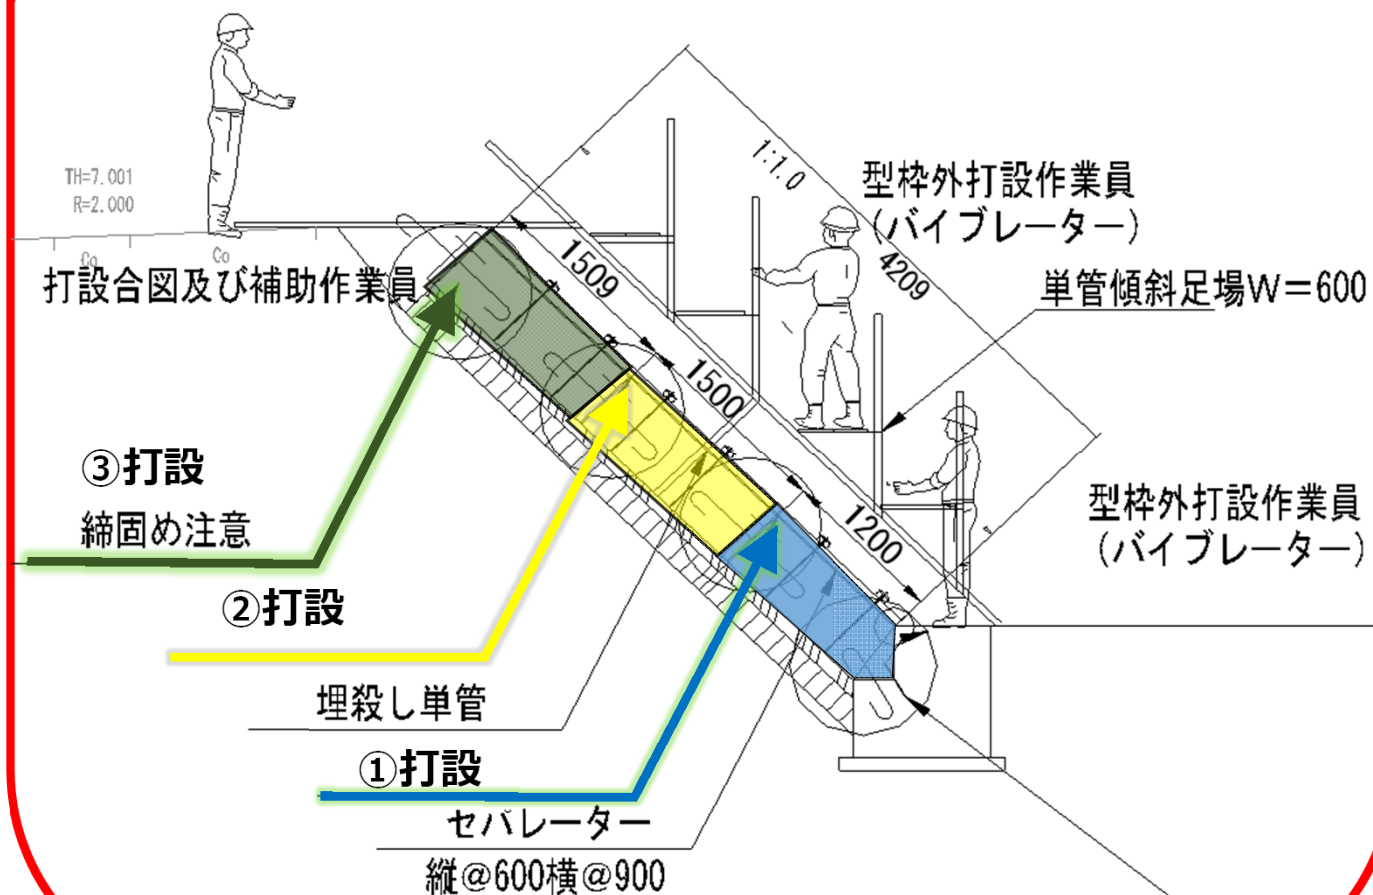 TH=7.001
R=2.000
Co
Co
打設合図及び補助作業員
1:1.0
型枠外打設作業員
(バイブレーター)
4209
単管傾斜足場W=600
1509
1500
1200
型枠外打設作業員
(バイブレーター)
③打設
締固め注意
②打設
埋殺し単管
①打設
セパレーター
縦@600横@900